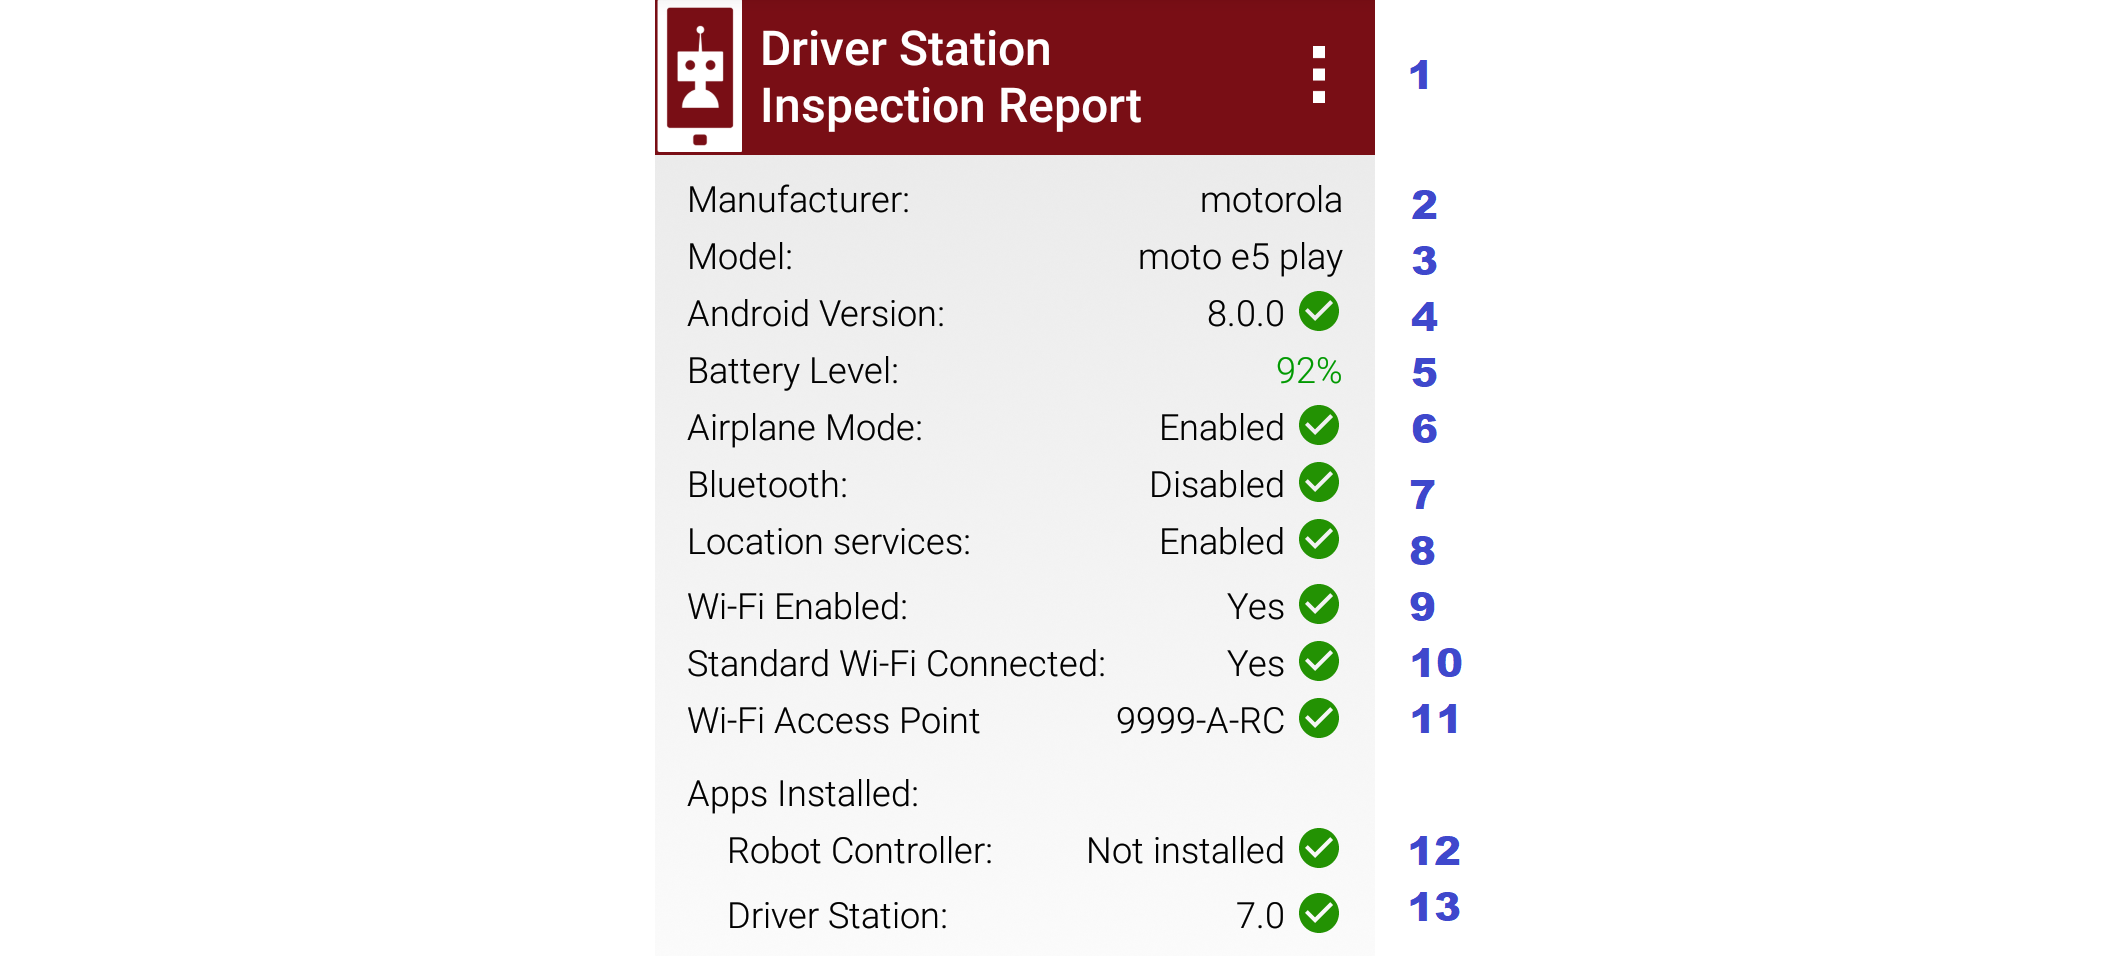 Driver Station
Inspection Report 1
Manufacturer: motorola 2
Model: moto e5 play 3
Android Version: 8.0.0 4
Battery Level: 92% 5
Airplane Mode: Enabled 6
Bluetooth: Disabled 7
Location services: Enabled 8
Wi-Fi Enabled: Yes 9
Standard Wi-Fi Connected: Yes 10
Wi-Fi Access Point 9999-A-RC 11
Apps Installed:
Robot Controller: Not installed 12
Driver Station: 7.0 13